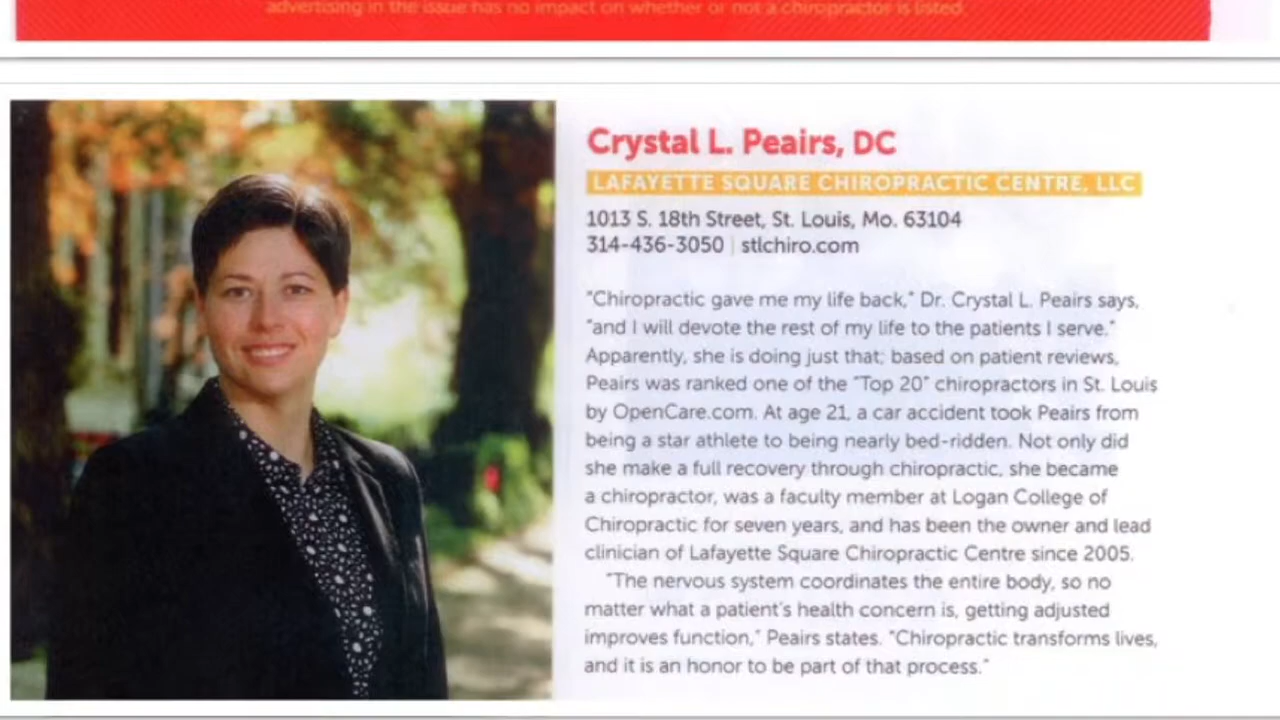 advertising in the issue has no impact on whether or not a chiropractor is listed.
Crystal L. Peairs, DC
LAFAYETTE SQUARE CHIROPRACTIC CENTRE, LLC
1013 S. 18th Street, St. Louis, Mo. 63104
314-436-3050 | stlchiro.com
"Chiropractic gave me my life back," Dr. Crystal L. Peairs says,
"and I will devote the rest of my life to the patients I serve."
Apparently, she is doing just that; based on patient reviews,
Peairs was ranked one of the "Top 20" chiropractors in St. Louis
by OpenCare.com. At age 21, a car accident took Peairs from
being a star athlete to being nearly bed-ridden. Not only did
she make a full recovery through chiropractic, she became
a chiropractor, was a faculty member at Logan College of
Chiropractic for seven years, and has been the owner and lead
clinician of Lafayette Square Chiropractic Centre since 2005.
"The nervous system coordinates the entire body, so no
matter what a patient's health concern is, getting adjusted
improves function," Peairs states. "Chiropractic transforms lives,
and it is an honor to be part of that process."